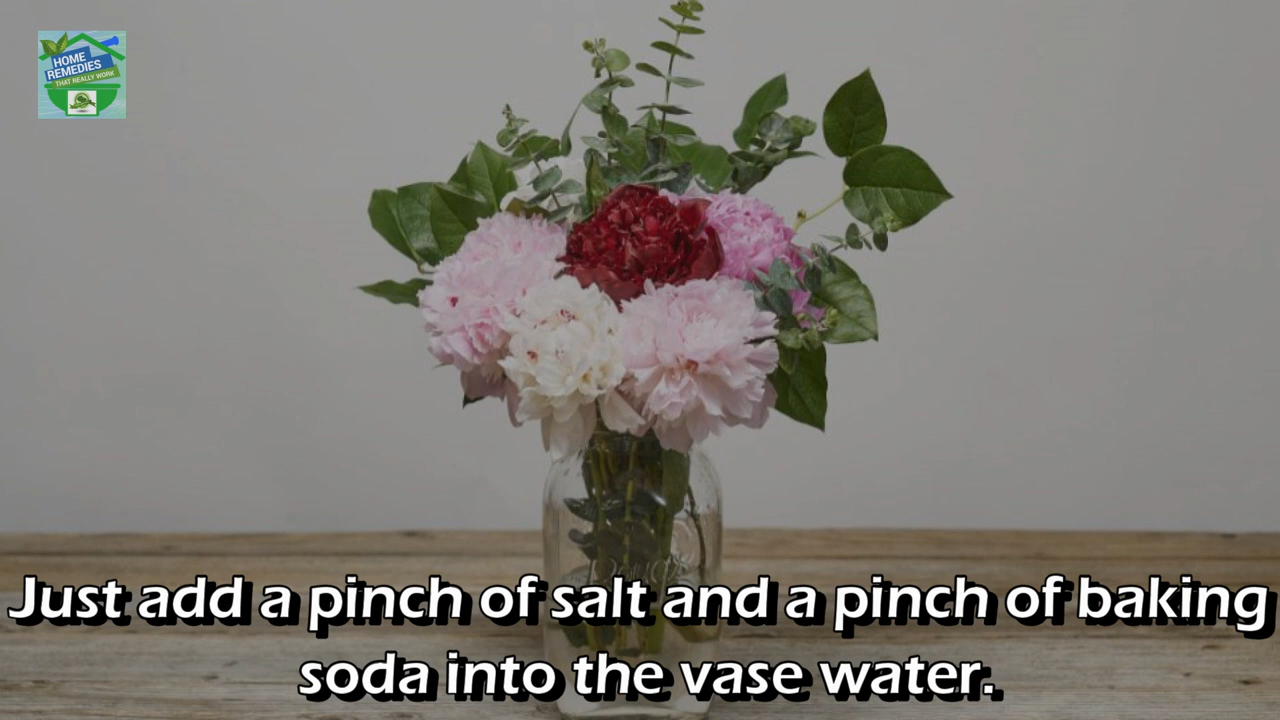 HOME
REMEDIES
THAT REALLY WORK
Just add a pinch of salt and a pinch of baking
soda into the vase water.